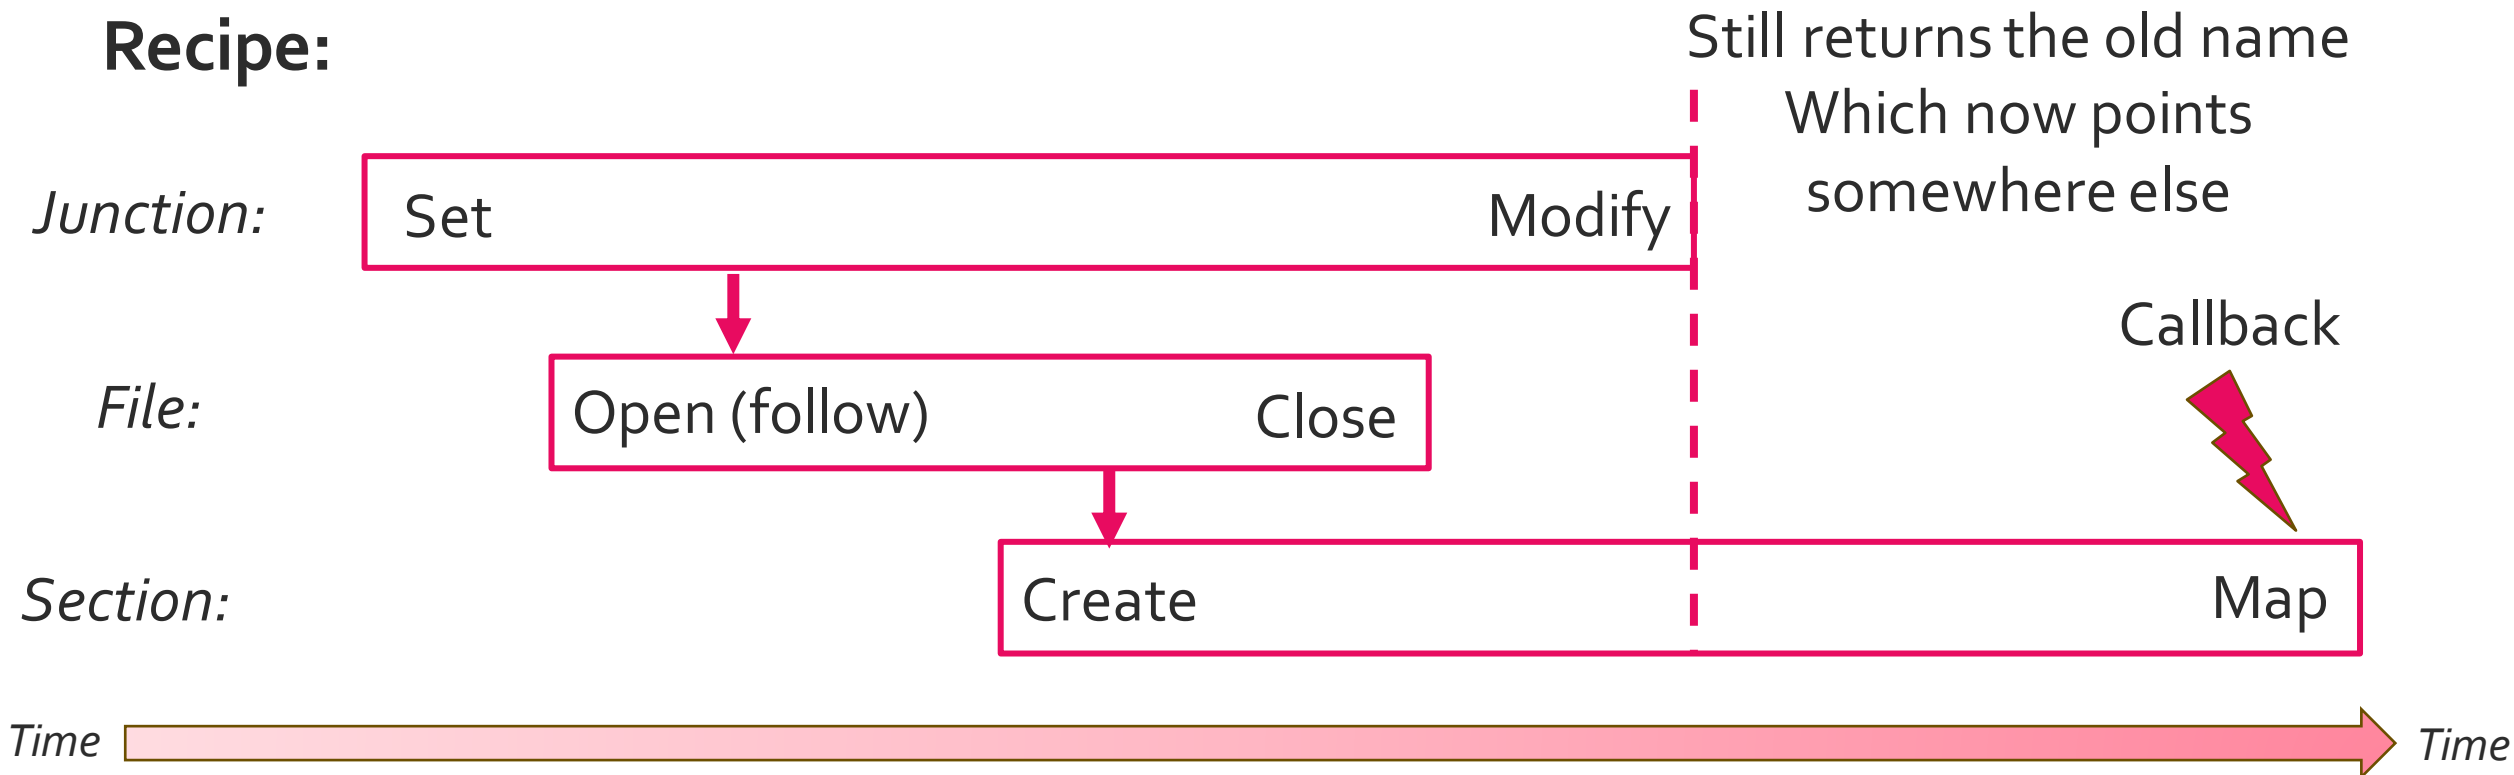 Recipe:
Still returns the old name
Which now points
somewhere else
Junction:
Set
Modify
Callback
File:
Open (follow)
Close
Section:
Create
Map
Time
Time